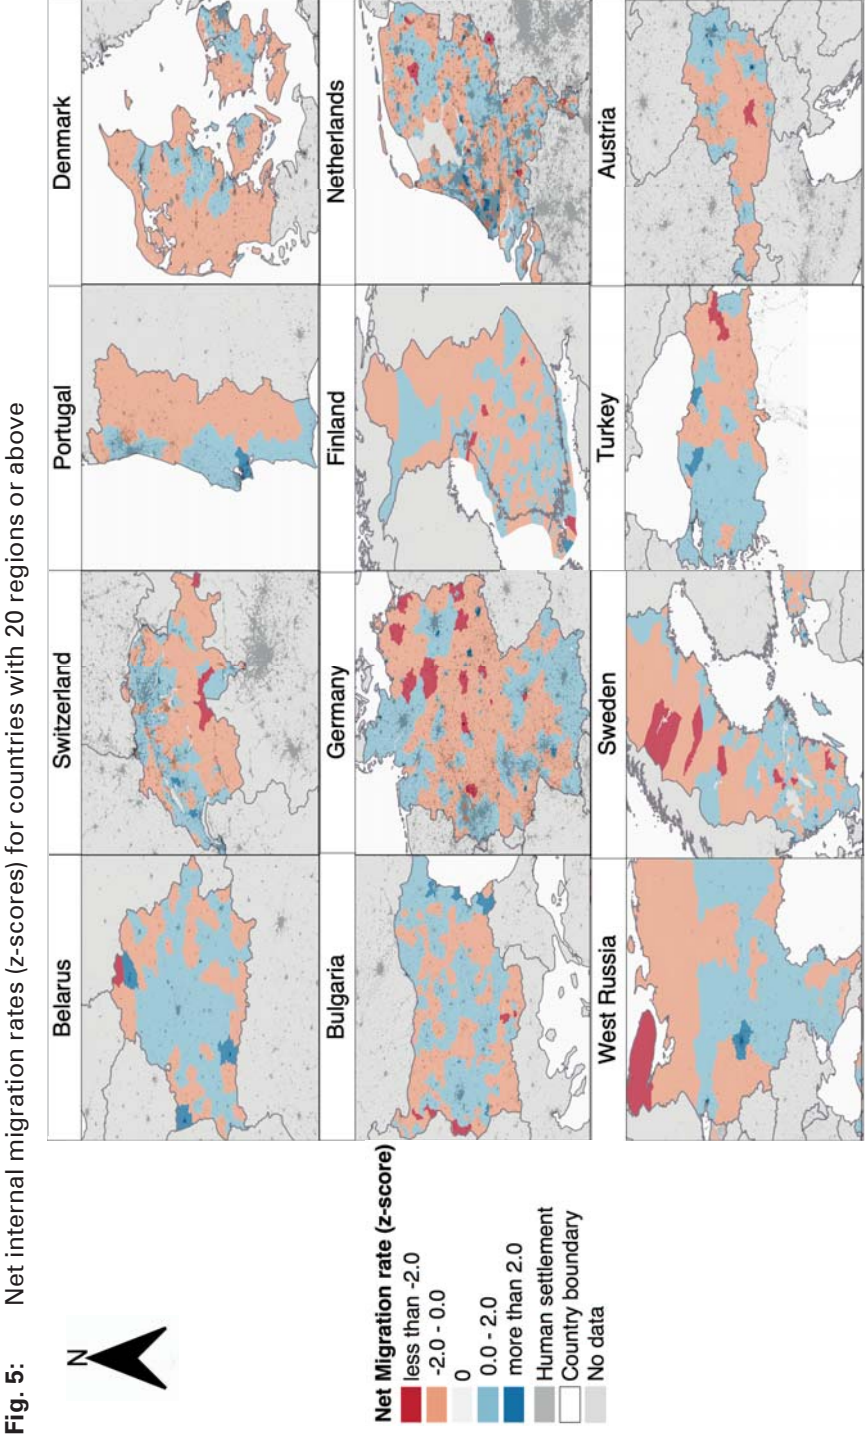 Fig. 5: Net internal migration rates (z-scores) for countries with 20 regions or above
N
Net Migration rate (z-score)
less than -2.0
-2.0 - 0.0
0
0.0 - 2.0
more than 2.0
Human settlement
Country boundary
No data
Belarus
Switzerland
Portugal
Denmark
Bulgaria
Germany
Finland
Netherlands
West Russia
Sweden
Turkey
Austria